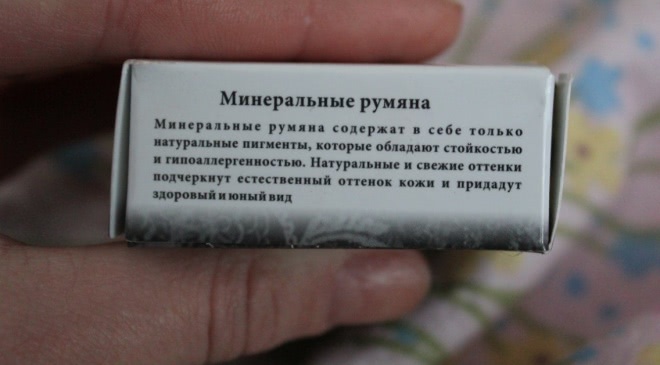 Минеральные румяна
Минеральные румяна содержат в себе только
натуральные пигменты, которые обладают стойкостью
и гипоаллергенностью. Натуральные и свежие оттенки
подчеркнут естественный оттенок кожи и придадут
здоровый и юный вид